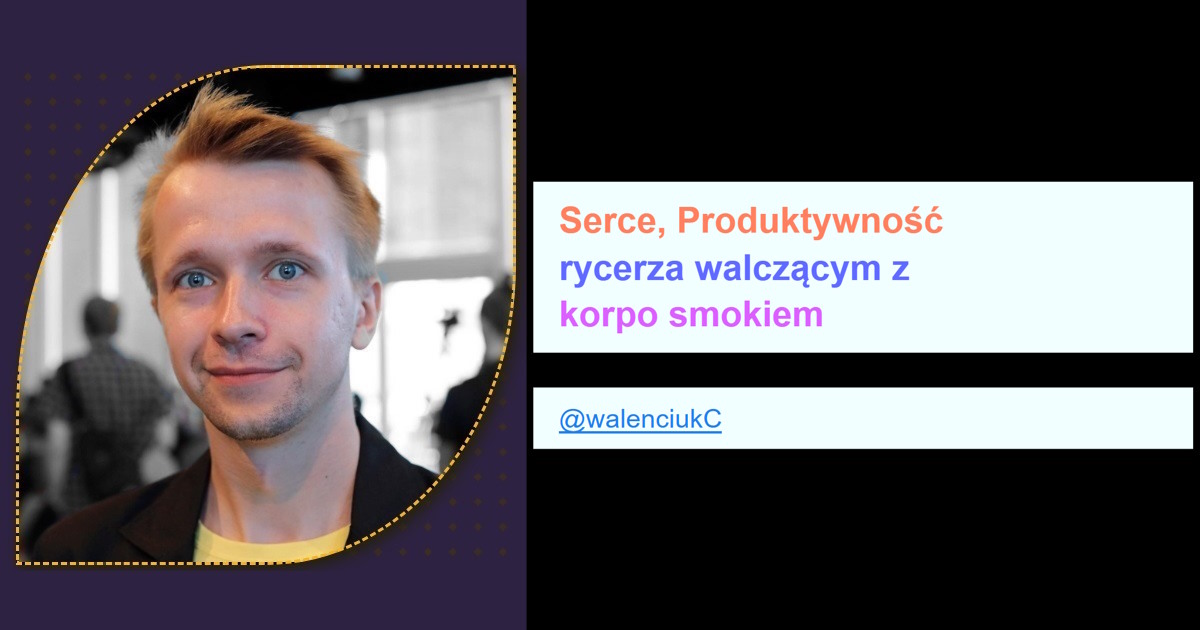 Serce, Produktywność
rycerza walczącym z
korpo smokiem
@walenciukC